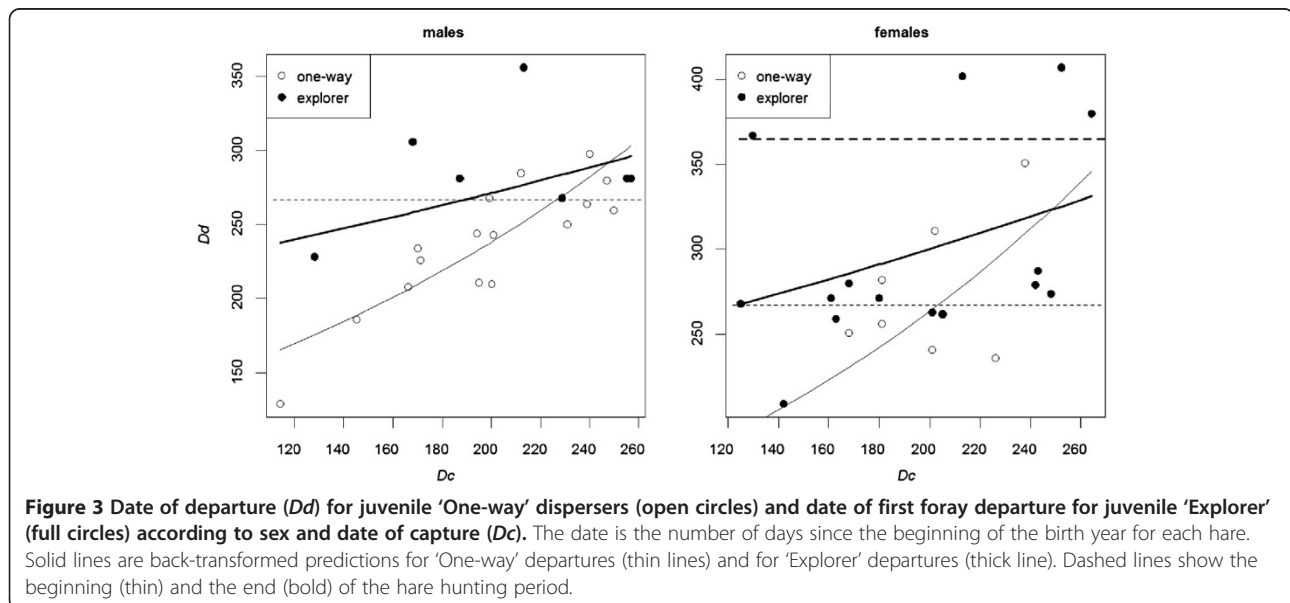 males
females
one-way
explorer
one-way
explorer
350
300
250
200
150
Dd
120
140
160
180
200
220
240
260
Dc
400
350
300
250
120
140
160
180
200
220
240
260
Dc
Figure 3 Date of departure (Dd) for juvenile ‘One-way’ dispersers (open circles) and date of first foray departure for juvenile ‘Explorer’
(full circles) according to sex and date of capture (Dc). The date is the number of days since the beginning of the birth year for each hare.
Solid lines are back-transformed predictions for ‘One-way’ departures (thin lines) and for ‘Explorer’ departures (thick line). Dashed lines show the
beginning (thin) and the end (bold) of the hare hunting period.